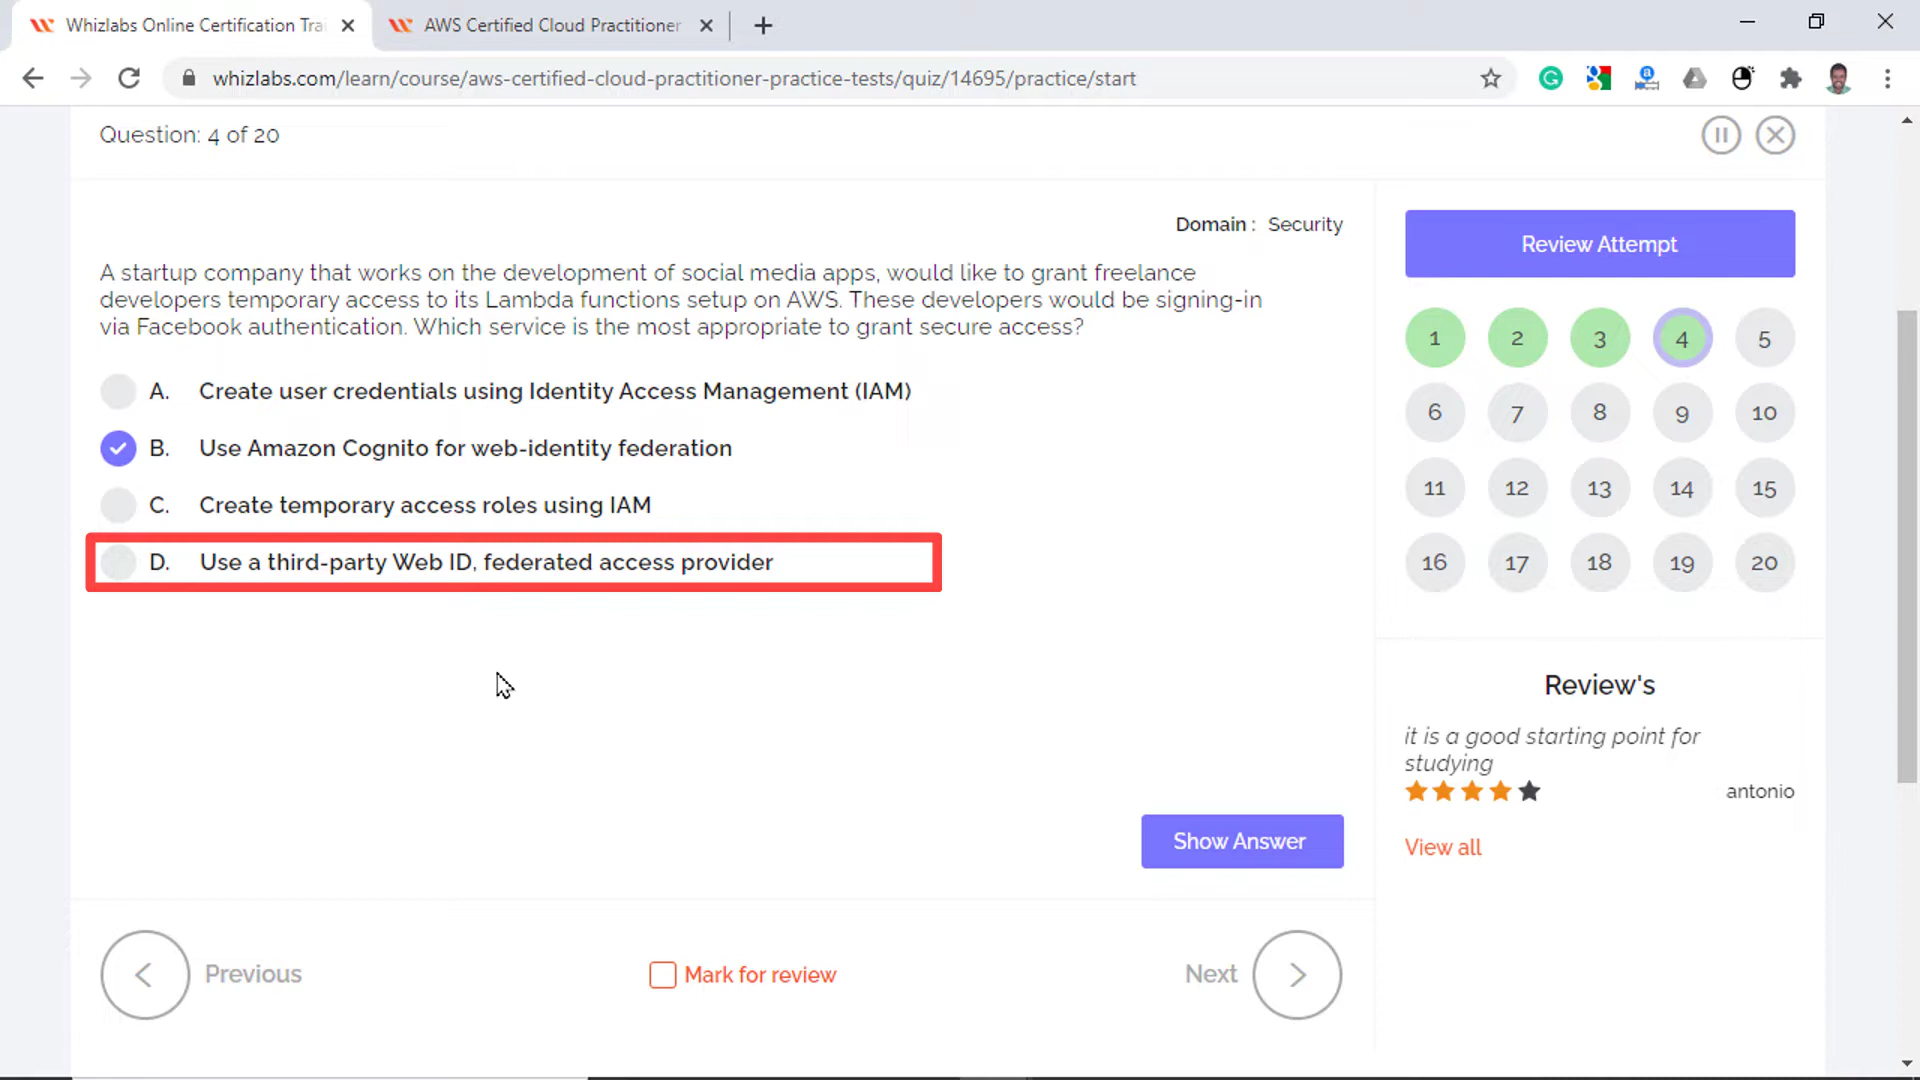 Whizlabs Online Certification Trai
AWS Certified Cloud Practitioner
whizlabs.com/learn/course/aws-certified-cloud-practitioner-practice-tests/quiz/14695/practice/start
Question: 4 of 20
Domain : Security
A startup company that works on the development of social media apps, would like to grant freelance
developers temporary access to its Lambda functions setup on AWS. These developers would be signing-in
via Facebook authentication. Which service is the most appropriate to grant secure access?
A. Create user credentials using Identity Access Management (IAM)
B. Use Amazon Cognito for web-identity federation
C. Create temporary access roles using IAM
D. Use a third-party Web ID, federated access provider
Show Answer
Previous
Mark for review
Next
Review Attempt
1 2 3 4 5
6 7 8 9 10
11 12 13 14 15
16 17 18 19 20
Review's
it is a good starting point for
studying
antonio
View all